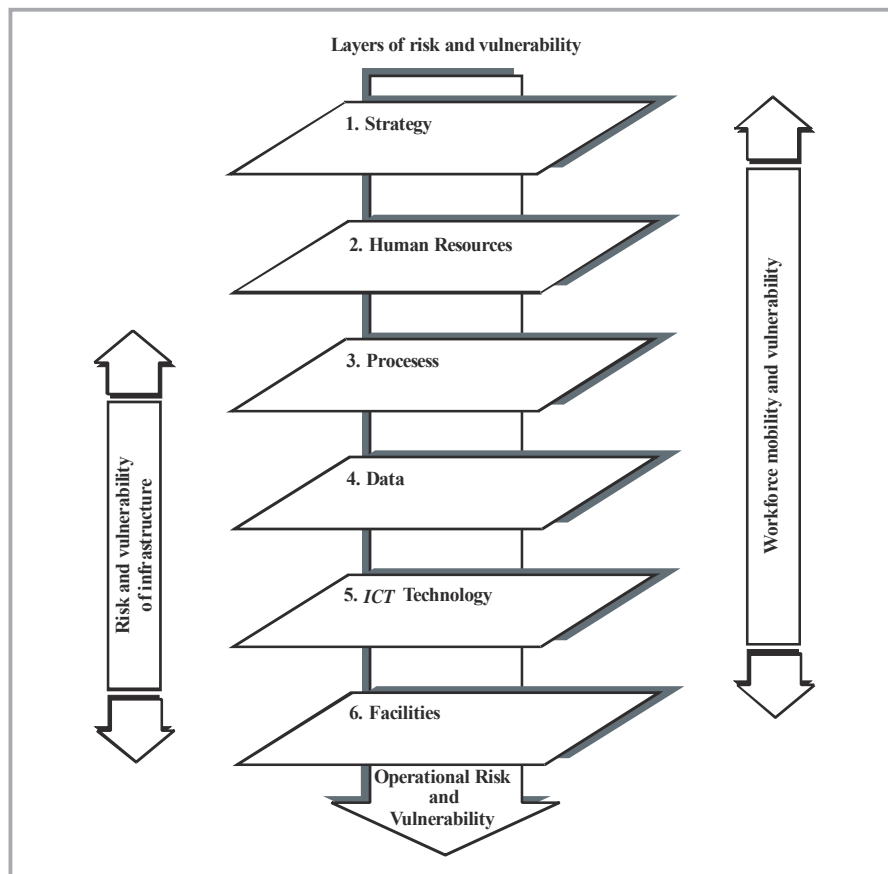 Layers of risk and vulnerability
1. Strategy
2. Human Resources
3. Procesess
4. Data
5. ICT Technology
6. Facilities
Operational Risk
and
Vulnerability
Risk and vulnerability
of infrastructure
Workforce mobility and vulnerability